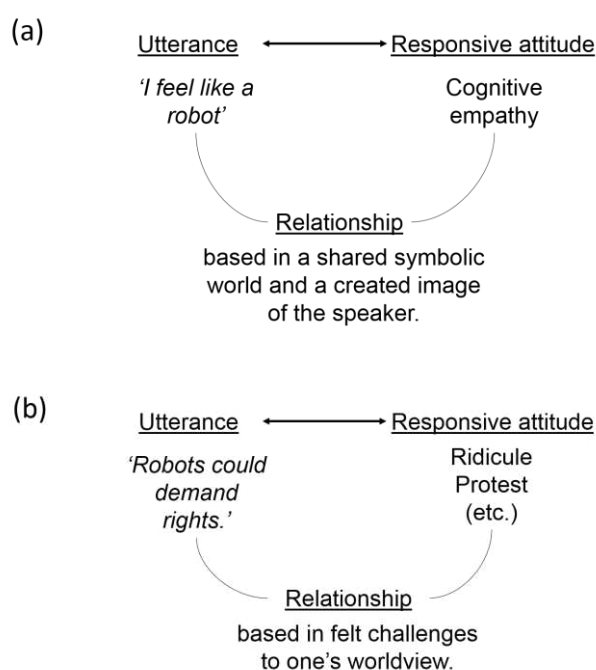 (a)
Utterance Responsive attitude
‘I feel like a Cognitive
robot’ empathy
Relationship
based in a shared symbolic
world and a created image
of the speaker.
(b)
Utterance Responsive attitude
‘Robots could Ridicule
demand Protest
rights.’ (etc.)
Relationship
based in felt challenges
to one’s worldview.